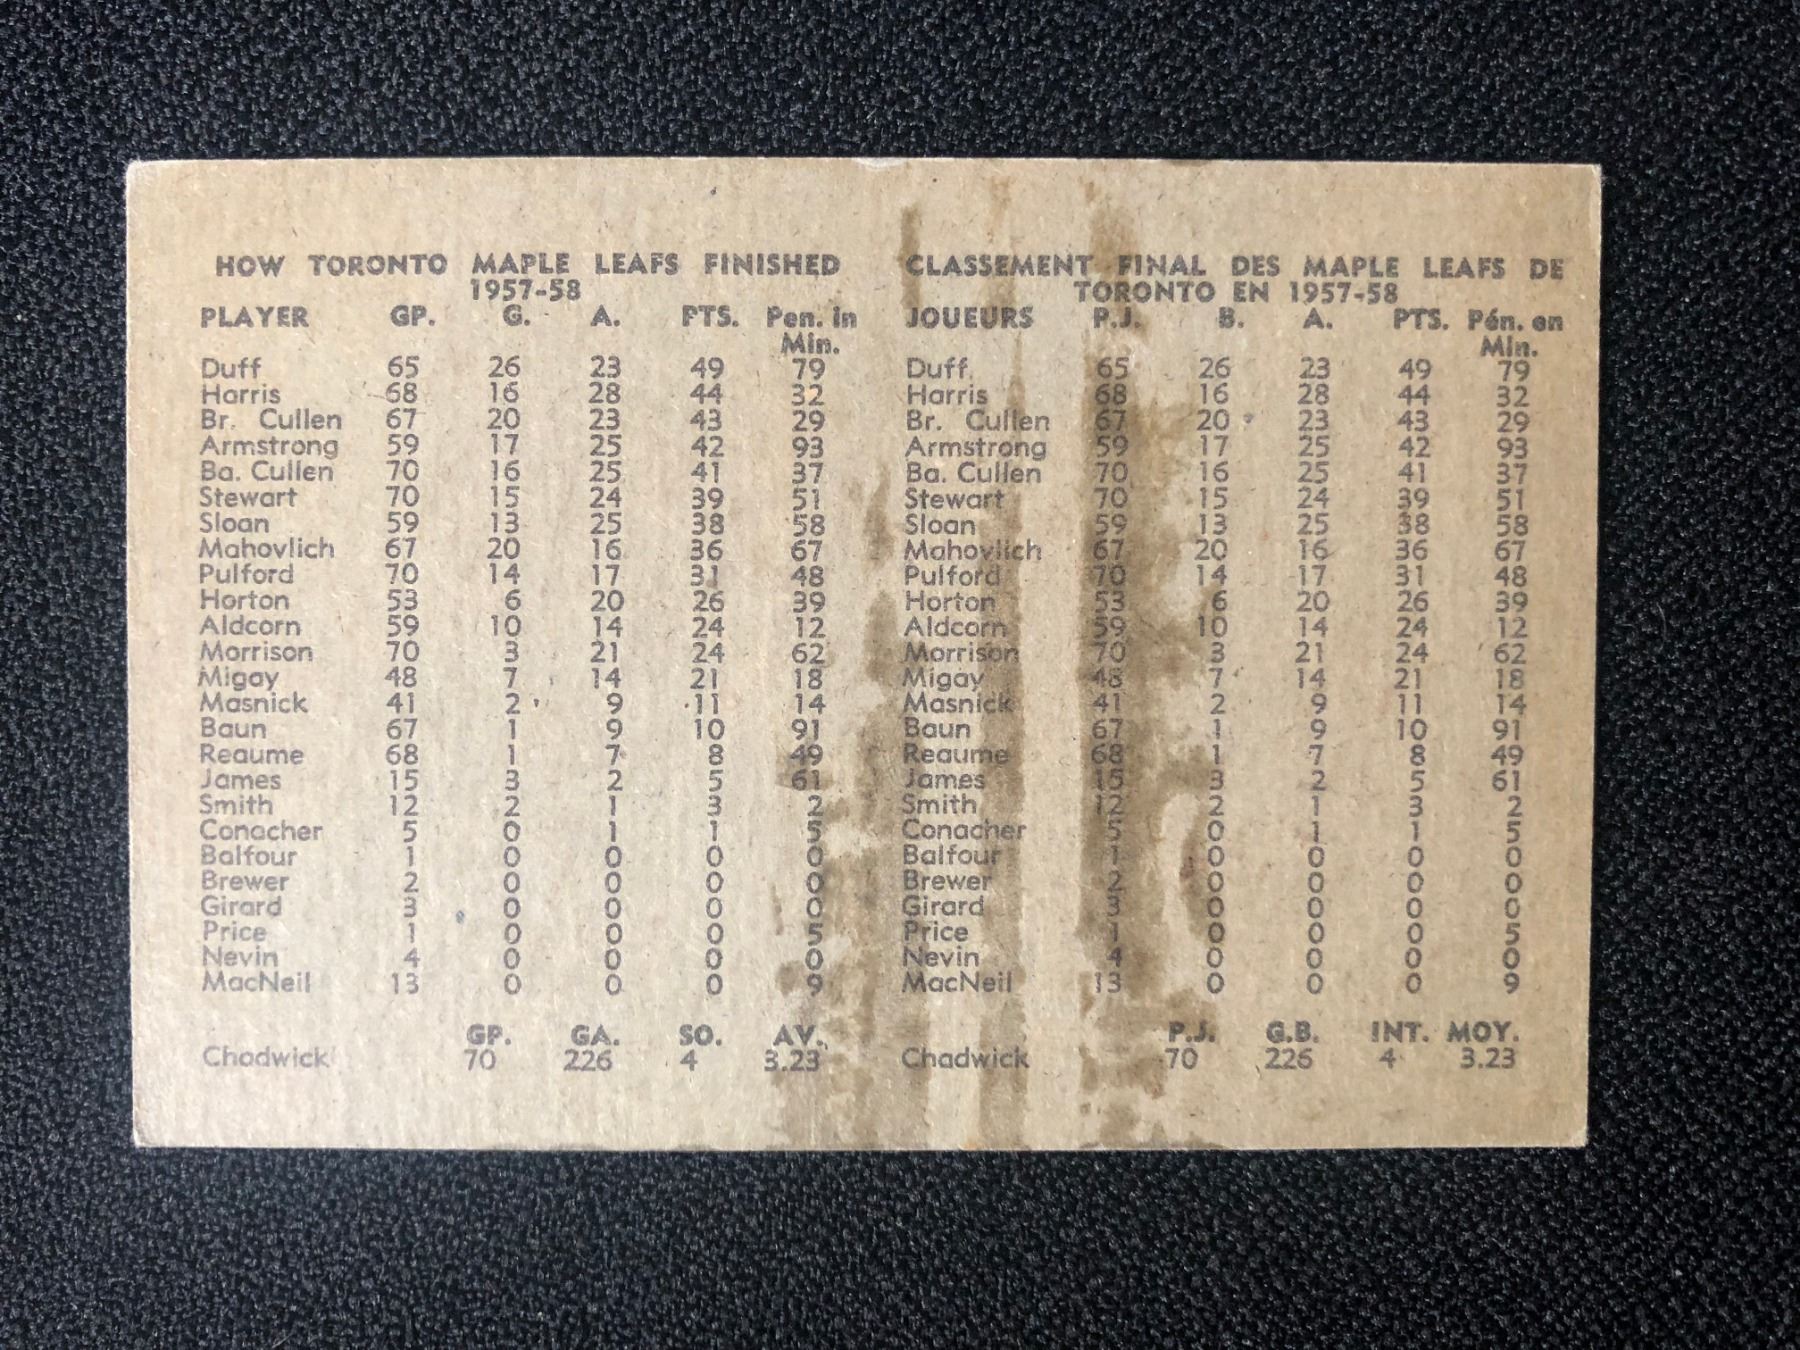 HOW TORONTO MAPLE LEAFS FINISHED
1957-58
PLAYER GP. G. A. PTS. Pen. in
Min.
Duff 65 26 23 49 79
Harris 68 16 28 44 32
Br. Cullen 67 20 23 43 29
Armstrong 59 17 25 42 93
Ba. Cullen 70 16 25 41 37
Stewart 70 15 24 39 51
Sloan 59 13 25 38 58
Mahovlich 67 20 16 36 67
Pulford 70 14 17 31 48
Horton 53 6 20 26 39
Aldcorn 59 10 14 24 12
Morrison 70 3 21 24 62
Migay 48 7 14 21 18
Masnick 41 2 9 11 14
Baun 67 1 9 10 91
Reaume 68 1 7 8 49
James 15 3 2 5 61
Smith 12 2 1 3 2
Conacher 5 0 1 1 5
Balfour 1 0 0 0 0
Brewer 2 0 0 0 0
Girard 3 0 0 0 0
Price 1 0 0 0 5
Nevin 4 0 0 0 0
MacNeil 13 0 0 0 9
GP. GA. SO. AV.
Chadwick 70 226 4 3.23
CLASSEMENT FINAL DES MAPLE LEAFS DE
TORONTO EN 1957-58
JOUEURS P.J. B. A. PTS. Pén. en
Min.
Duff 65 26 23 49 79
Harris 68 16 28 44 32
Br. Cullen 67 20 23 43 29
Armstrong 59 17 25 42 93
Ba. Cullen 70 16 25 41 37
Stewart 70 15 24 39 51
Sloan 59 13 25 38 58
Mahovlich 67 20 16 36 67
Pulford 70 14 17 31 48
Horton 53 6 20 26 39
Aldcorn 59 10 14 24 12
Morrison 70 3 21 24 62
Migay 48 7 14 21 18
Masnick 41 2 9 11 14
Baun 67 1 9 10 91
Reaume 68 1 7 8 49
James 15 3 2 5 61
Smith 12 2 1 3 2
Conacher 5 0 1 1 5
Balfour 1 0 0 0 0
Brewer 2 0 0 0 0
Girard 3 0 0 0 0
Price 1 0 0 0 5
Nevin 4 0 0 0 0
MacNeil 13 0 0 0 9
P.J. G.B. INT. MOY.
Chadwick 70 226 4 3.23